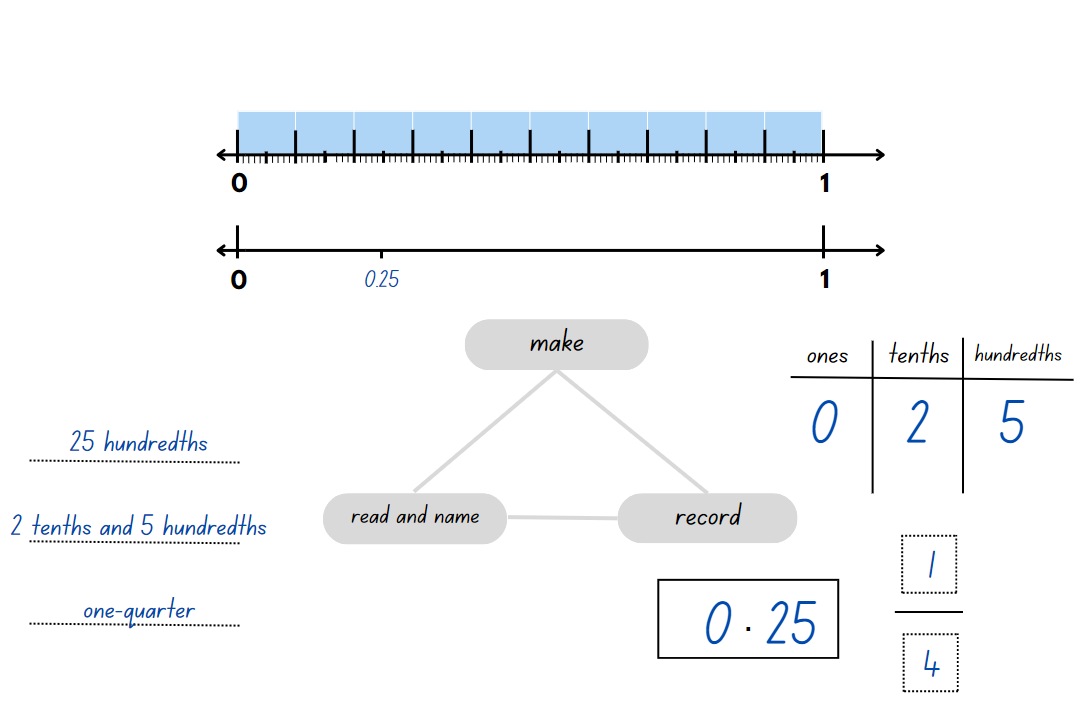 0 1
0 0.25 1
make
ones tenths hundredths
0 2 5
25 hundredths
read and name
record
2 tenths and 5 hundredths
1
4
one-quarter
0.25